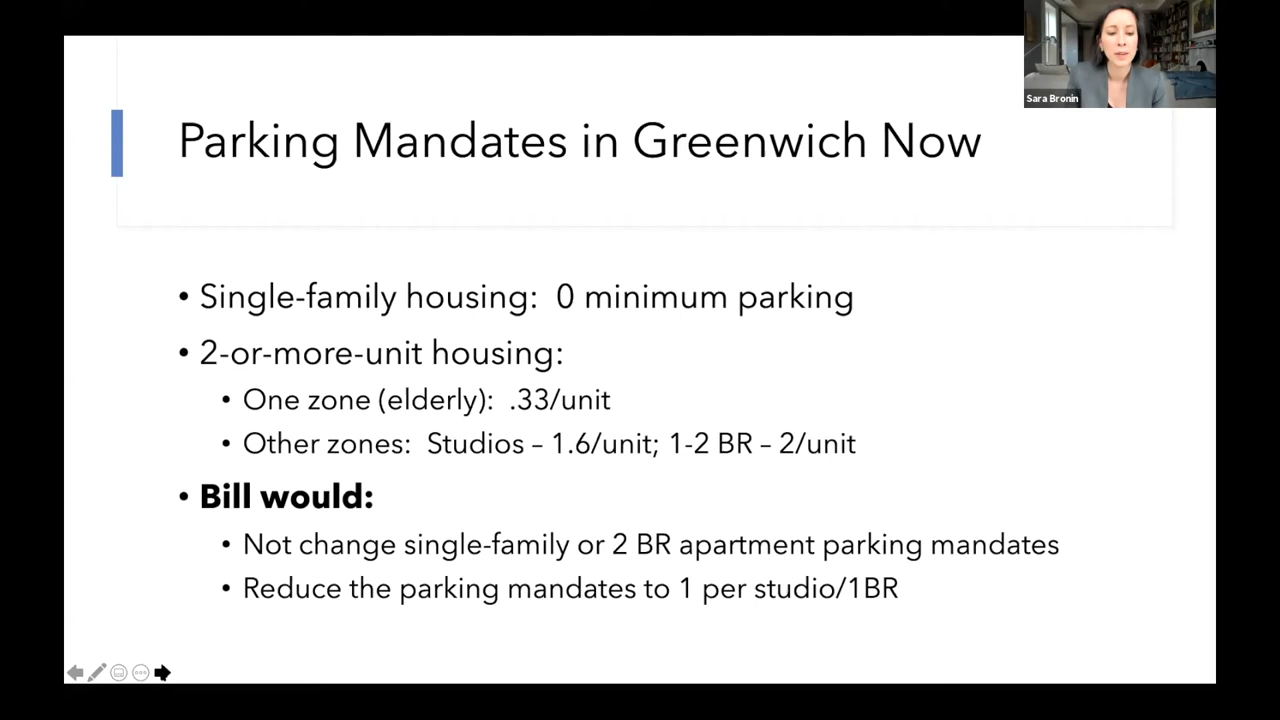 Sara Bronin
Parking Mandates in Greenwich Now
• Single-family housing: 0 minimum parking
• 2-or-more-unit housing:
• One zone (elderly): .33/unit
• Other zones: Studios – 1.6/unit; 1-2 BR – 2/unit
• Bill would:
• Not change single-family or 2 BR apartment parking mandates
• Reduce the parking mandates to 1 per studio/1BR